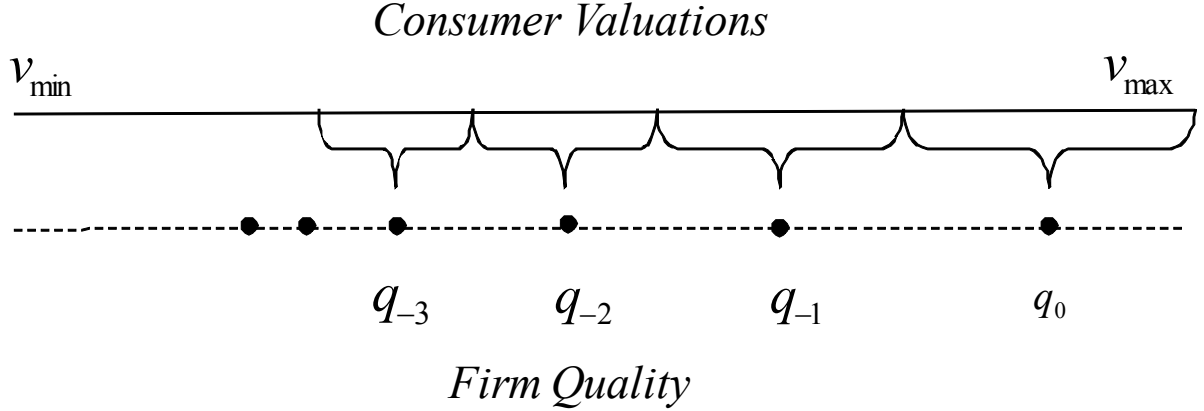 Consumer Valuations
v_min v_max
q_–3 q_–2 q_–1 q_0
Firm Quality